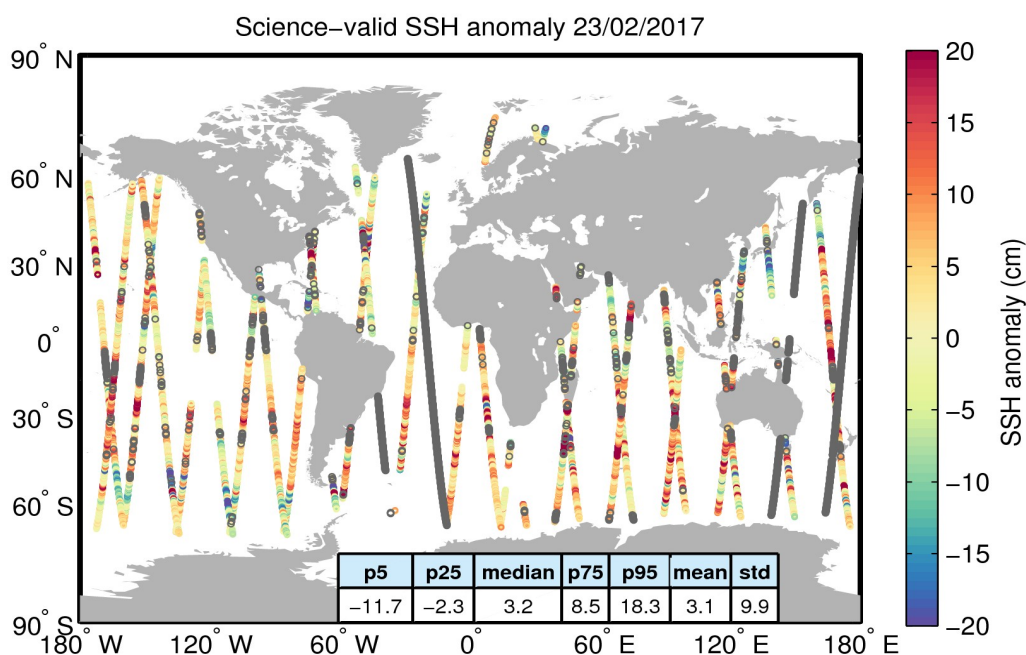 Science−valid SSH anomaly 23/02/2017
90° N
60° N
30° N
0°
30° S
60° S
90° S
180° W
120° W
60° W
0°
60° E
120° E
180° E
p5 p25 median p75 p95 mean std
−11.7 −2.3 3.2 8.5 18.3 3.1 9.9
20
15
10
5
0
−5
−10
−15
−20
SSH anomaly (cm)